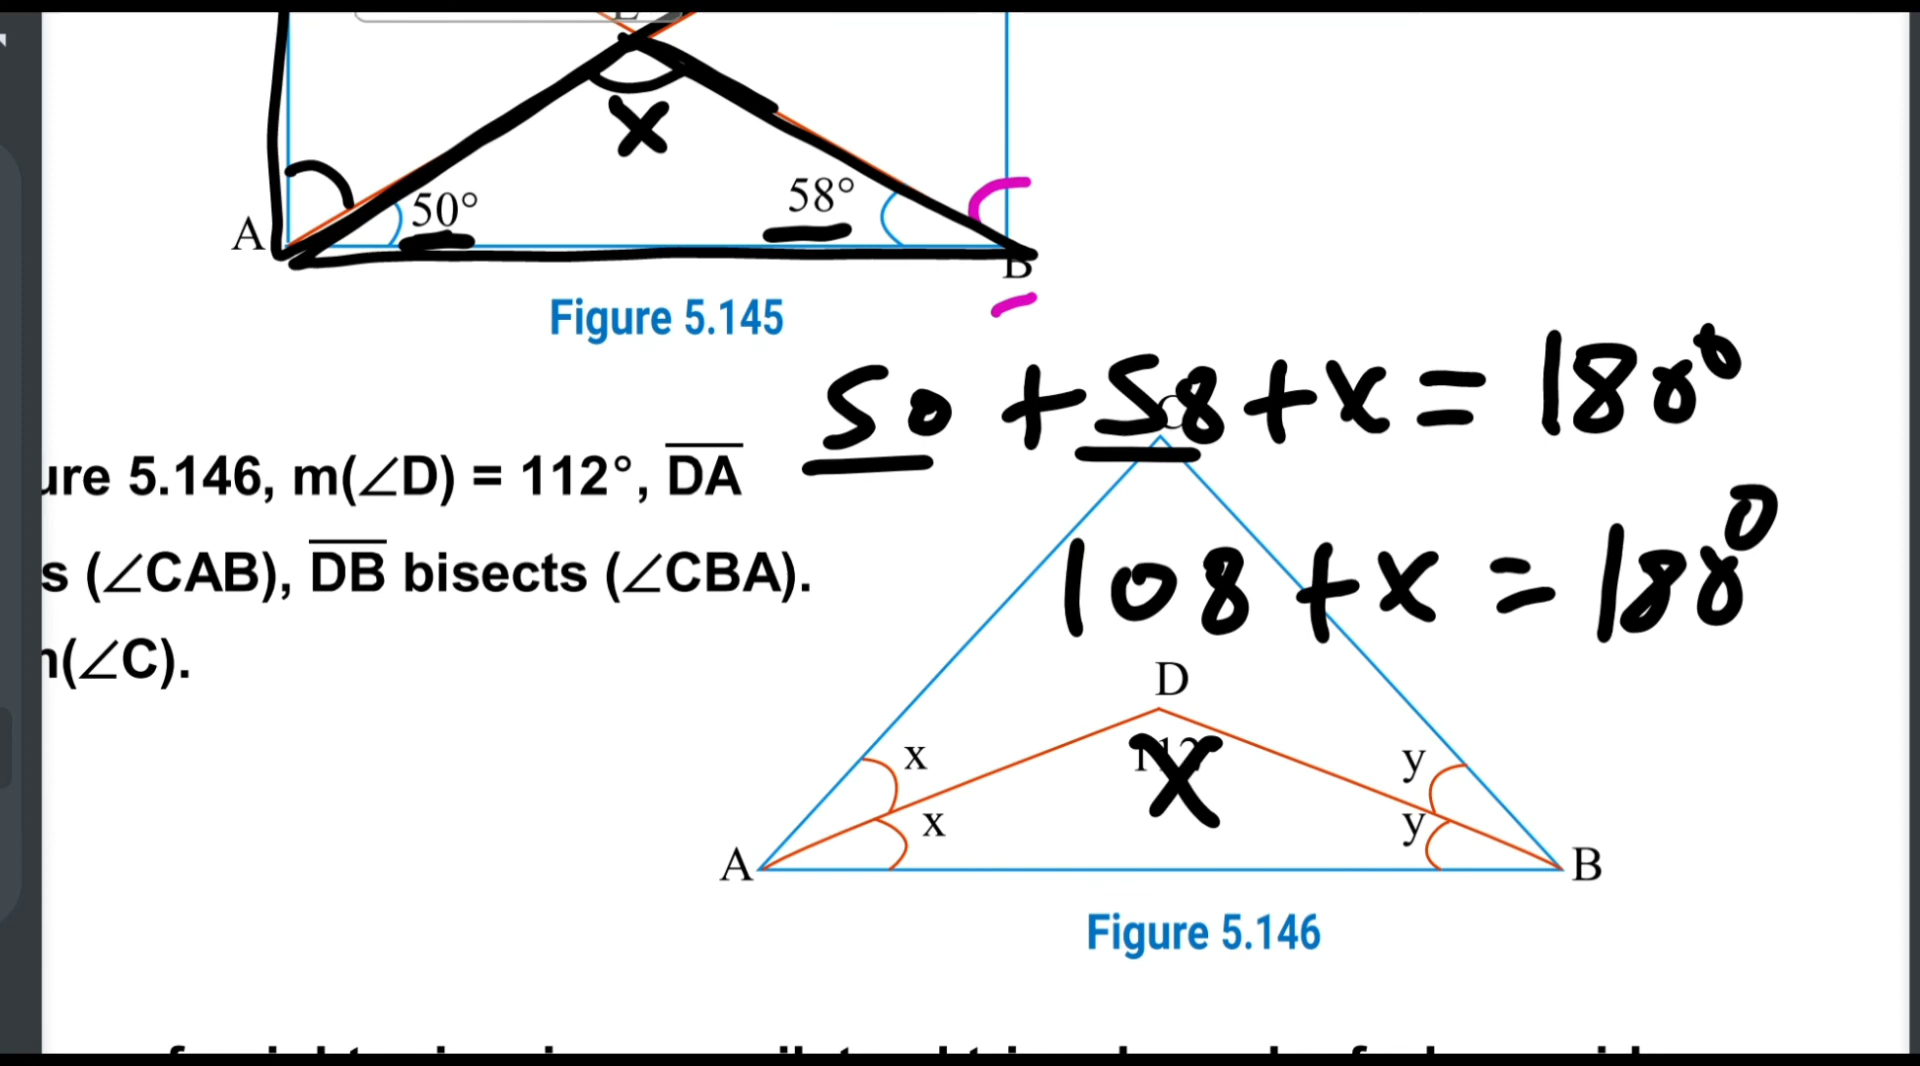 X
50°
58°
A
B
Figure 5.145
50 + 58 + x = 180°
ure 5.146, m(∠D) = 112°, DA
s (∠CAB), DB bisects (∠CBA).
(∠C).
108 + x = 180°
D
x
x
X
y
y
A
B
Figure 5.146